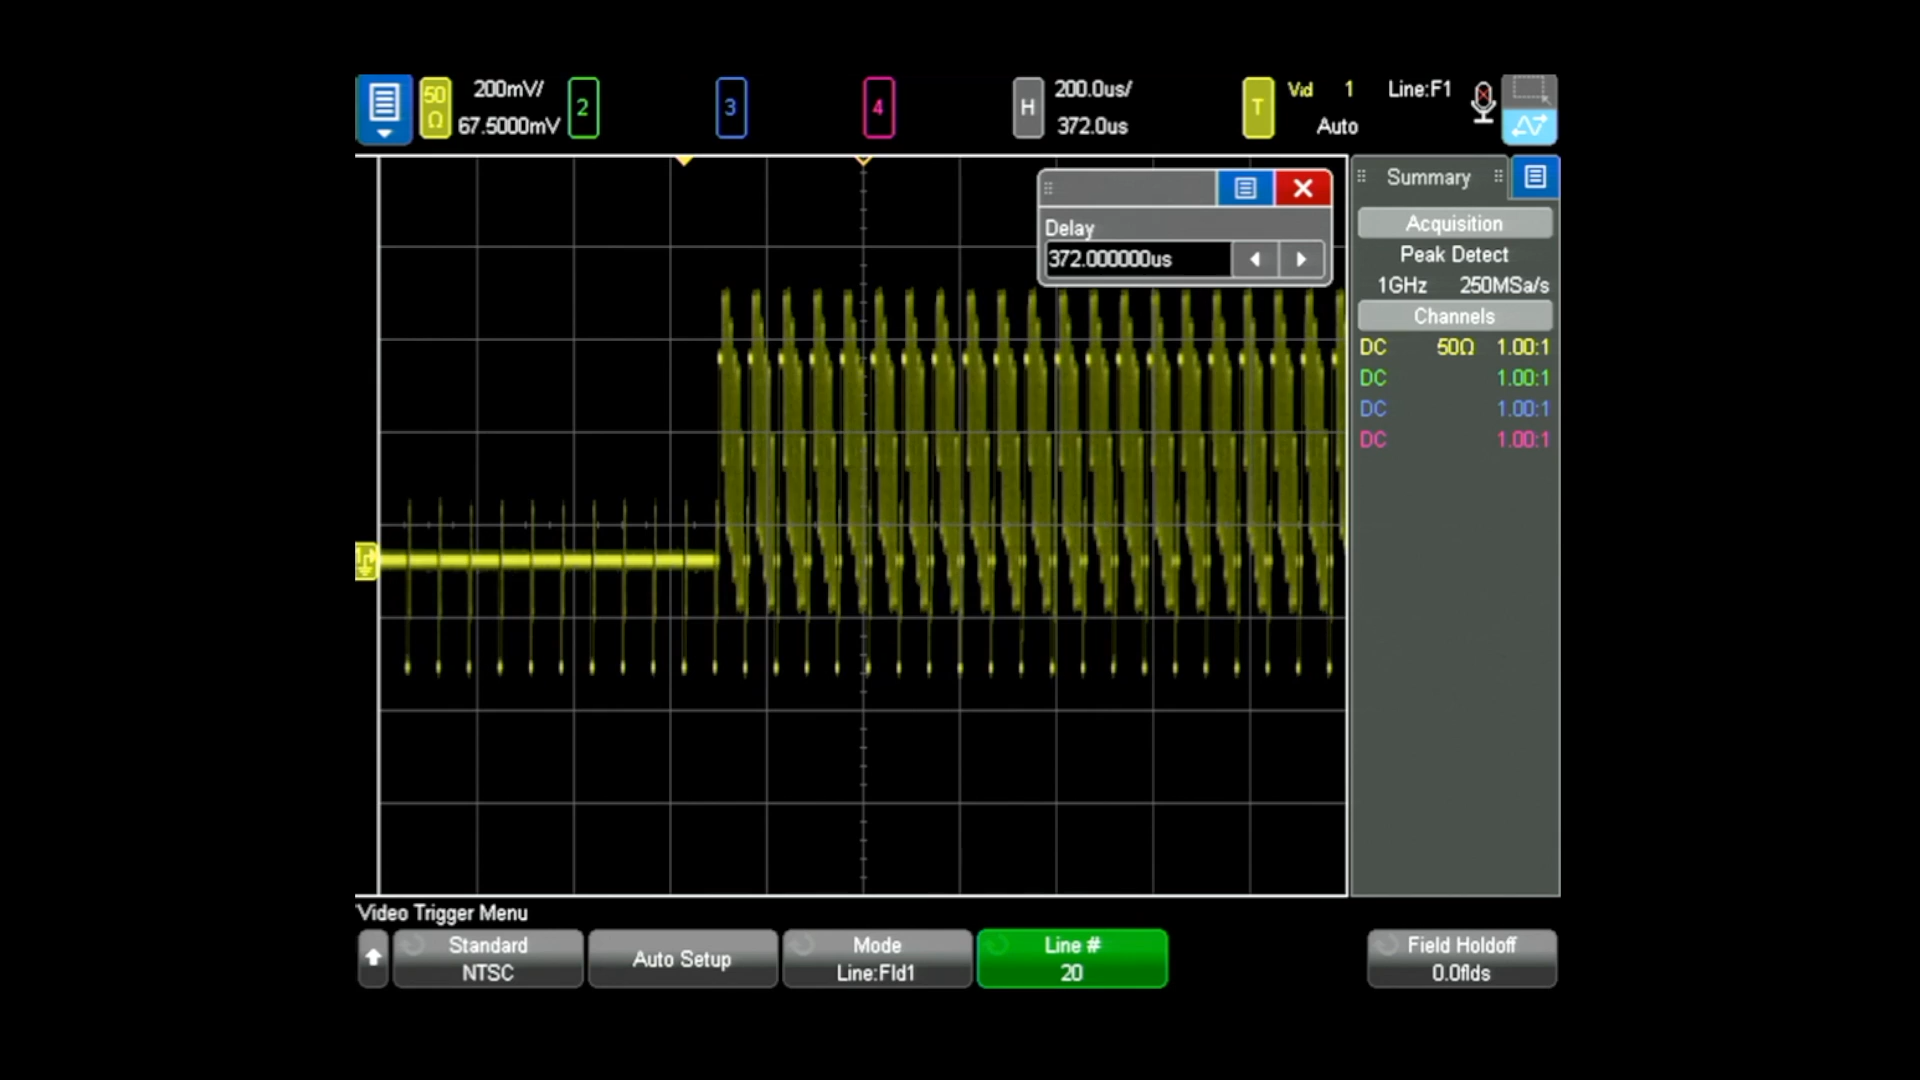 50
Ω
200mV/
67.5000mV
2
3
4
H
200.0us/
372.0us
T
Vid 1 Line:F1
Auto
Delay
372.000000us
Summary
Acquisition
Peak Detect
1GHz 250MSa/s
Channels
DC 50Ω 1.00:1
DC 1.00:1
DC 1.00:1
DC 1.00:1
Video Trigger Menu
Standard
NTSC
Auto Setup
Mode
Line:Fld1
Line #
20
Field Holdoff
0.0flds